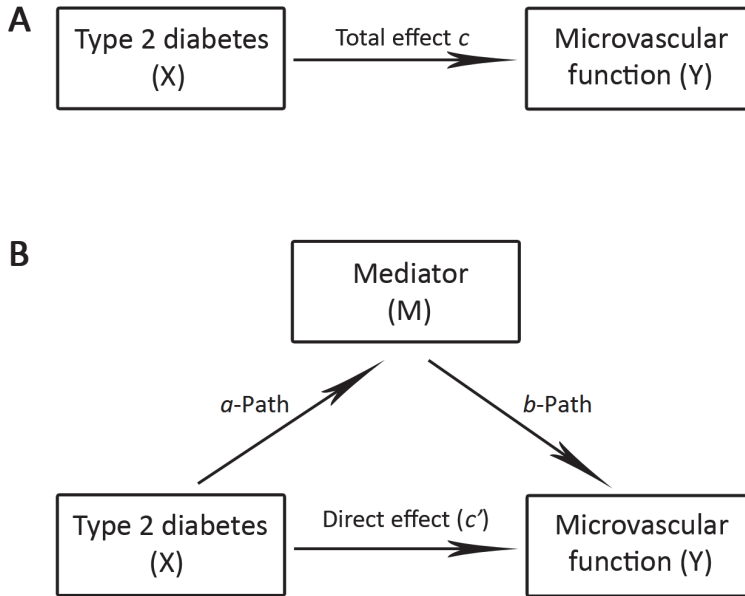 A
Type 2 diabetes
(X)
Total effect c
Microvascular
function (Y)
B
Mediator
(M)
a-Path
b-Path
Type 2 diabetes
(X)
Direct effect (c’)
Microvascular
function (Y)